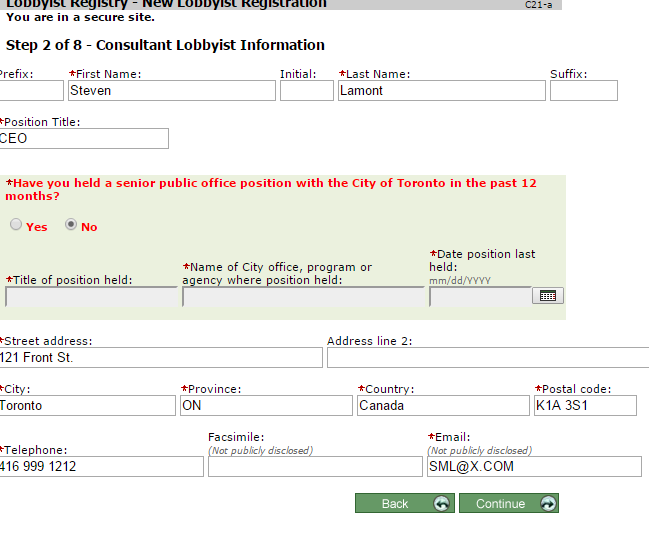 Lobbyist Registry - New Lobbyist Registration C21-a
You are in a secure site.
Step 2 of 8 - Consultant Lobbyist Information
Prefix: *First Name: Initial: *Last Name: Suffix:
Steven Lamont
*Position Title:
CEO
*Have you held a senior public office position with the City of Toronto in the past 12
months?
Yes No
*Date position last
*Name of City office, program or held:
*Title of position held: agency where position held: mm/dd/YYYY
*Street address: Address line 2:
121 Front St.
*City: *Province: *Country: *Postal code:
Toronto ON Canada K1A 3S1
Facsimile: *Email:
*Telephone: (Not publicly disclosed) (Not publicly disclosed)
416 999 1212 SML@X.COM
Back Continue